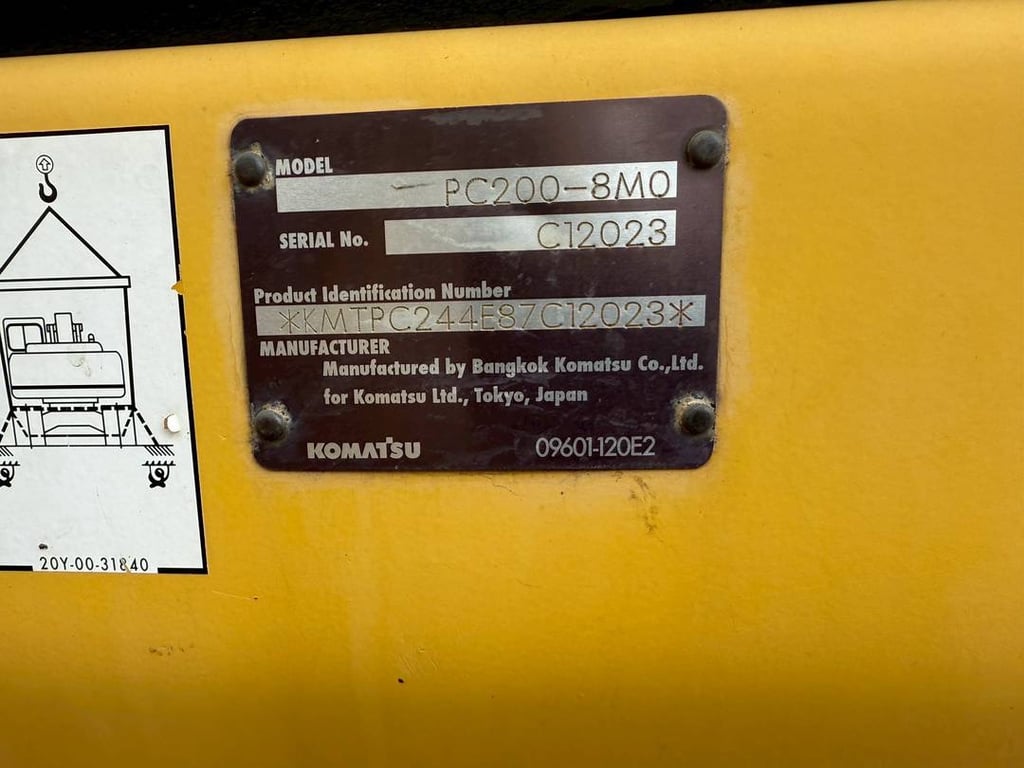 MODEL
PC200-8M0
SERIAL No.
C12023
Product Identification Number
*KMTPC244E87C12023*
MANUFACTURER
Manufactured by Bangkok Komatsu Co.,Ltd.
for Komatsu Ltd., Tokyo, Japan
KOMATSU
09601-120E2
20Y-00-31840